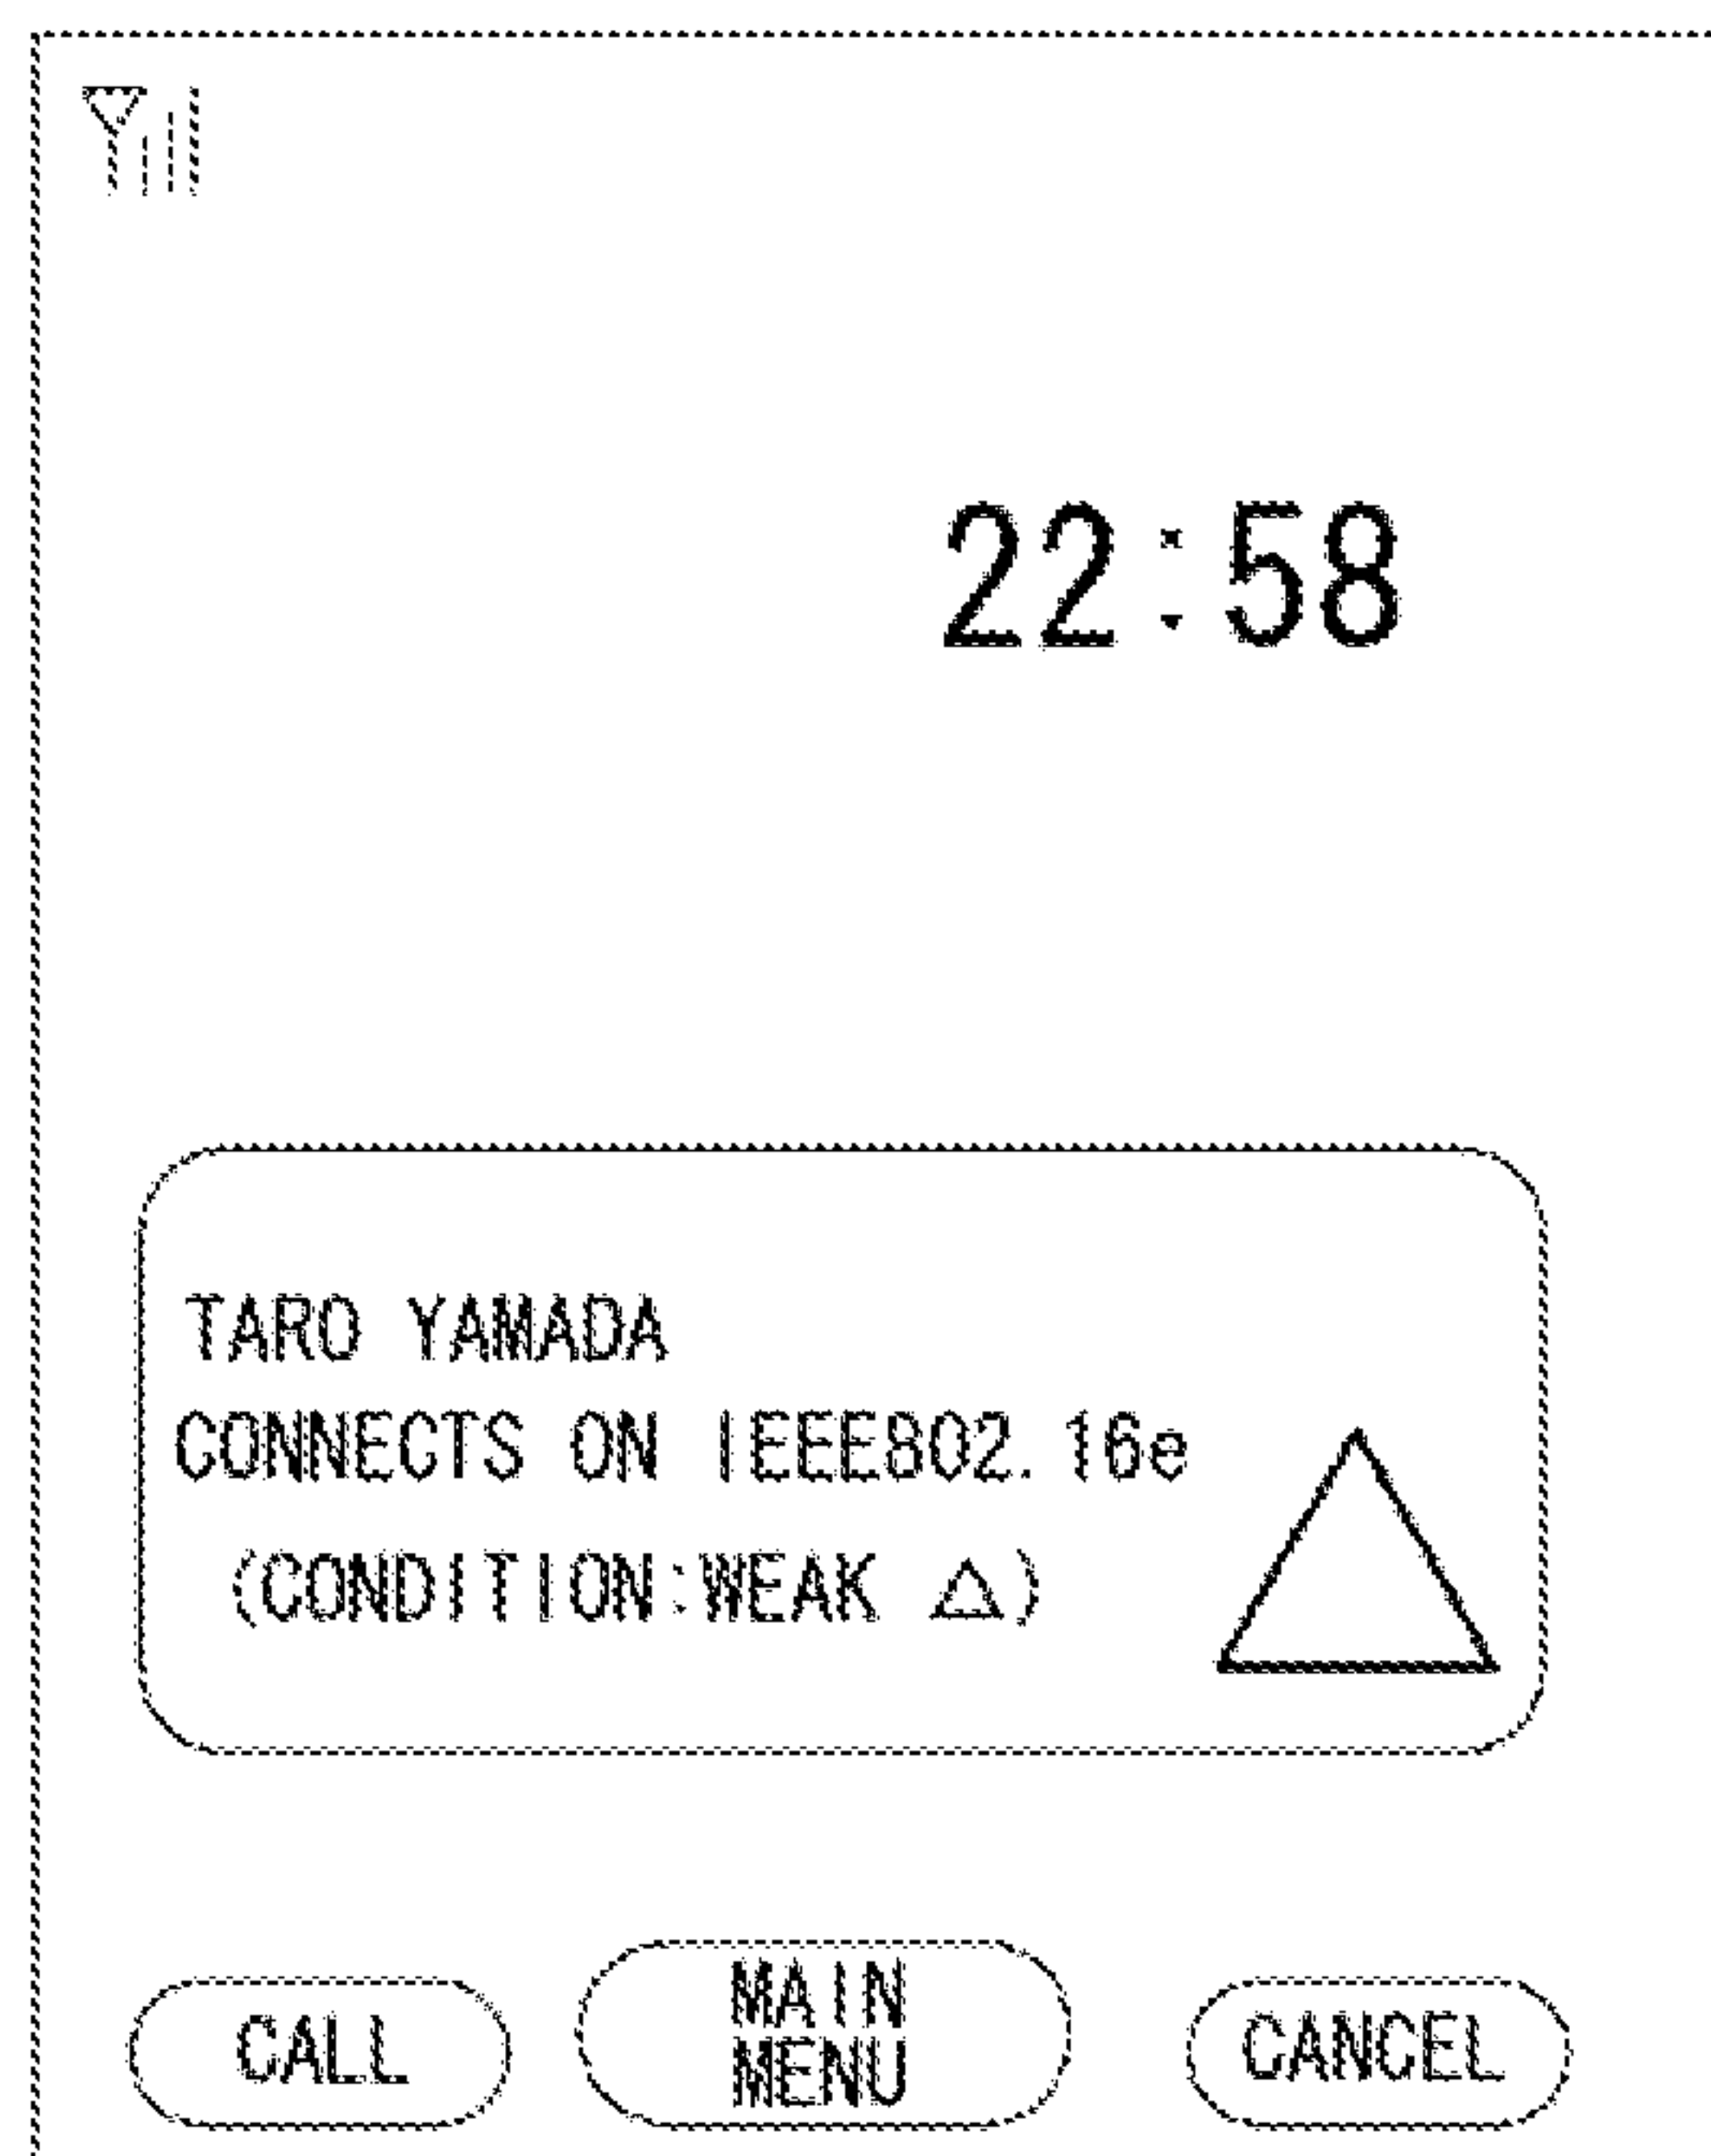 22:58
TARO YAMADA
CONNECTS ON IEEE802.16e
(CONDITION:WEAK △)
CALL
MAIN
MENU
CANCEL